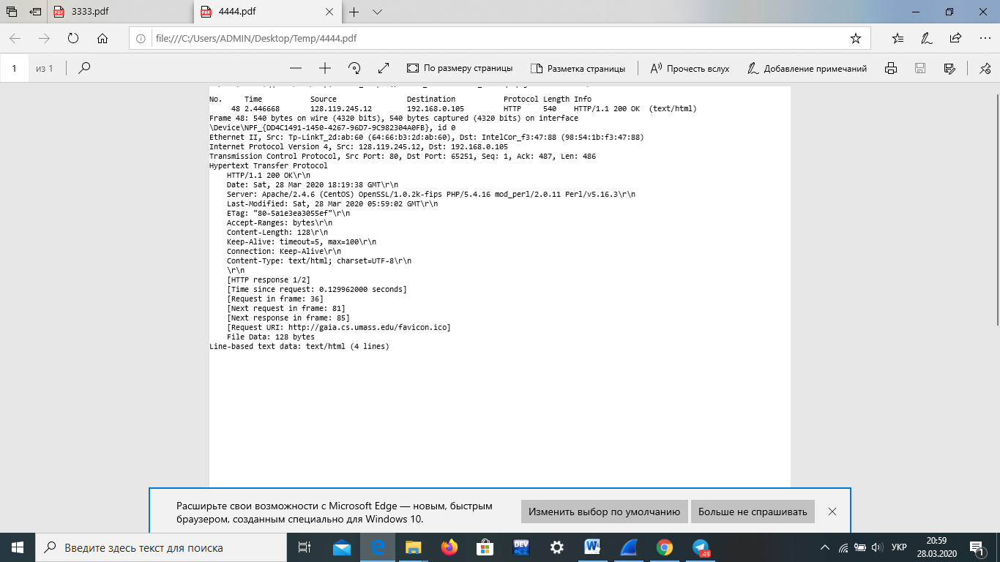 3333.pdf
4444.pdf
file:///C:/Users/ADMIN/Desktop/Temp/4444.pdf
1 из 1
По размеру страницы
Разметка страницы
Прочесть вслух
Добавление примечаний
No. Time Source Destination Protocol Length Info
48 2.446668 128.119.245.12 192.168.0.105 HTTP 540 HTTP/1.1 200 OK (text/html)
Frame 48: 540 bytes on wire (4320 bits), 540 bytes captured (4320 bits) on interface
\Device\NPF_{DD4C1491-1450-4267-96D7-9C982304A0FB}, id 0
Ethernet II, Src: Tp-LinkT_2d:ab:60 (64:66:b3:2d:ab:60), Dst: IntelCor_f3:47:88 (98:54:1b:f3:47:88)
Internet Protocol Version 4, Src: 128.119.245.12, Dst: 192.168.0.105
Transmission Control Protocol, Src Port: 80, Dst Port: 65251, Seq: 1, Ack: 487, Len: 486
Hypertext Transfer Protocol
HTTP/1.1 200 OK\r\n
Date: Sat, 28 Mar 2020 18:19:38 GMT\r\n
Server: Apache/2.4.6 (CentOS) OpenSSL/1.0.2k-fips PHP/5.4.16 mod_perl/2.0.11 Perl/v5.16.3\r\n
Last-Modified: Sat, 28 Mar 2020 05:59:02 GMT\r\n
ETag: "80-5a1e3ea3055ef"\r\n
Accept-Ranges: bytes\r\n
Content-Length: 128\r\n
Keep-Alive: timeout=5, max=100\r\n
Connection: Keep-Alive\r\n
Content-Type: text/html; charset=UTF-8\r\n
\r\n
[HTTP response 1/2]
[Time since request: 0.129962000 seconds]
[Request in frame: 36]
[Next request in frame: 81]
[Next response in frame: 85]
[Request URI: http://gaia.cs.umass.edu/favicon.ico]
File Data: 128 bytes
Line-based text data: text/html (4 lines)
Расширьте свои возможности с Microsoft Edge — новым, быстрым
браузером, созданным специально для Windows 10.
Изменить выбор по умолчанию
Больше не спрашивать
Введите здесь текст для поиска
DEV
.49
УКР
20:59
28.03.2020
1